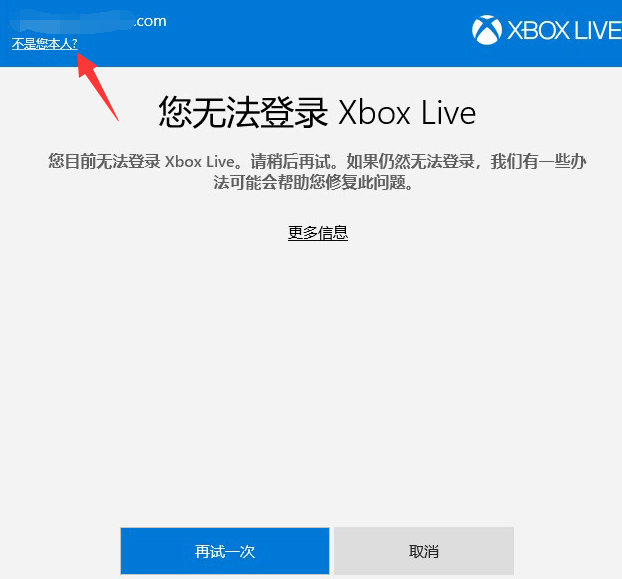 .com
不是您本人?
XBOX LIVE
您无法登录 Xbox Live
您目前无法登录 Xbox Live。请稍后再试。如果仍然无法登录，我们有一些办
法可能会帮助您修复此问题。
更多信息
再试一次
取消